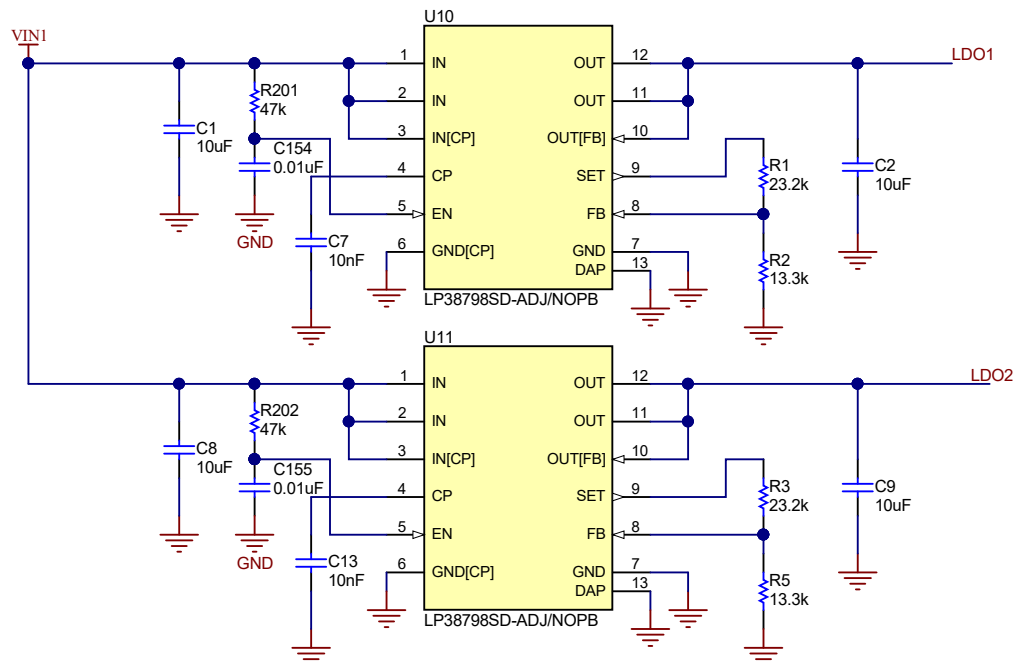 VIN1
U10
1 IN OUT 12 LDO1
2 IN OUT 11
3 IN[CP] OUT[FB] 10
4 CP SET 9
5 EN FB 8
6 GND[CP] GND 7
DAP 13
LP38798SD-ADJ/NOPB
R201
47k
C1
10uF
C154
0.01uF
GND
C7
10nF
R1
23.2k
R2
13.3k
C2
10uF
U11
1 IN OUT 12 LDO2
2 IN OUT 11
3 IN[CP] OUT[FB] 10
4 CP SET 9
5 EN FB 8
6 GND[CP] GND 7
DAP 13
LP38798SD-ADJ/NOPB
R202
47k
C8
10uF
C155
0.01uF
GND
C13
10nF
R3
23.2k
R5
13.3k
C9
10uF